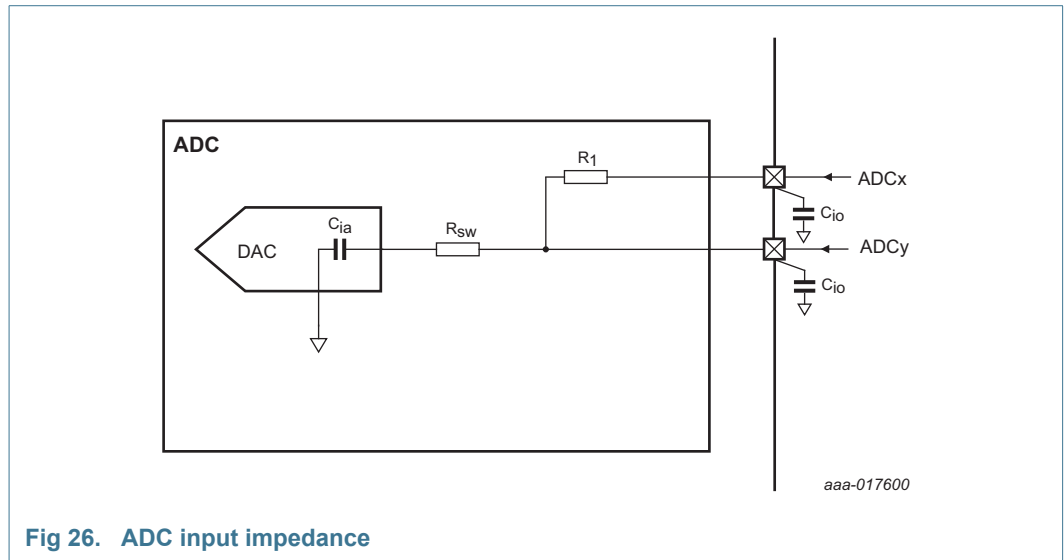 ADC
R1
ADCx
Cio
Cia
Rsw
DAC
ADCy
Cio
aaa-017600
Fig 26. ADC input impedance